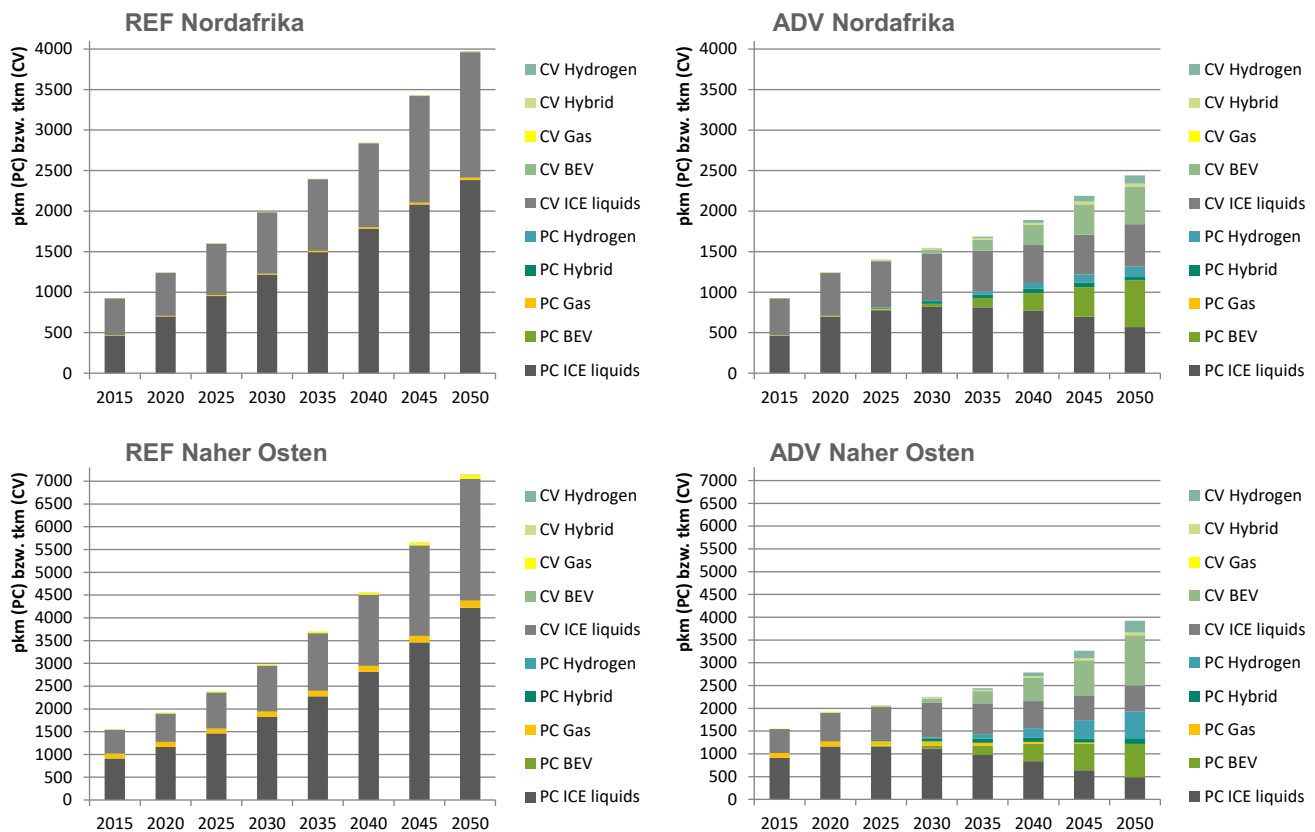 REF Nordafrika
pkm (PC) bzw. tkm (CV)
4000
3500
3000
2500
2000
1500
1000
500
0
2015 2020 2025 2030 2035 2040 2045 2050
CV Hydrogen
CV Hybrid
CV Gas
CV BEV
CV ICE liquids
PC Hydrogen
PC Hybrid
PC Gas
PC BEV
PC ICE liquids
ADV Nordafrika
pkm (PC) bzw. tkm (CV)
4000
3500
3000
2500
2000
1500
1000
500
0
2015 2020 2025 2030 2035 2040 2045 2050
CV Hydrogen
CV Hybrid
CV Gas
CV BEV
CV ICE liquids
PC Hydrogen
PC Hybrid
PC Gas
PC BEV
PC ICE liquids
REF Naher Osten
pkm (PC) bzw. tkm (CV)
7000
6500
6000
5500
5000
4500
4000
3500
3000
2500
2000
1500
1000
500
0
2015 2020 2025 2030 2035 2040 2045 2050
CV Hydrogen
CV Hybrid
CV Gas
CV BEV
CV ICE liquids
PC Hydrogen
PC Hybrid
PC Gas
PC BEV
PC ICE liquids
ADV Naher Osten
pkm (PC) bzw. tkm (CV)
7000
6500
6000
5500
5000
4500
4000
3500
3000
2500
2000
1500
1000
500
0
2015 2020 2025 2030 2035 2040 2045 2050
CV Hydrogen
CV Hybrid
CV Gas
CV BEV
CV ICE liquids
PC Hydrogen
PC Hybrid
PC Gas
PC BEV
PC ICE liquids